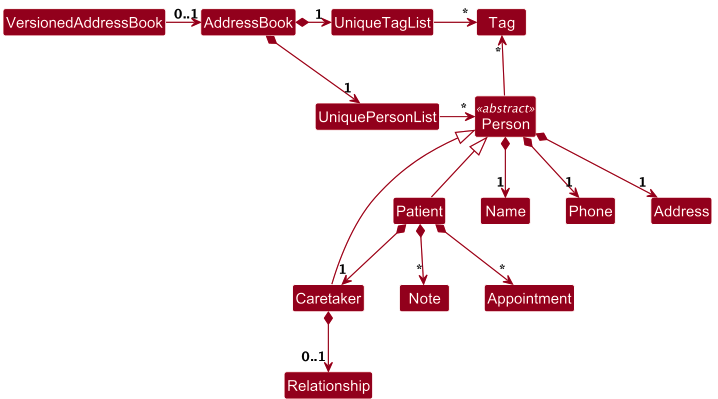 VersionedAddressBook
0..1
AddressBook
1
UniqueTagList
*
Tag
*
1
UniquePersonList
*
«abstract»
Person
1
1
1
Patient
Name
Phone
Address
1
*
*
Caretaker
Note
Appointment
0..1
Relationship